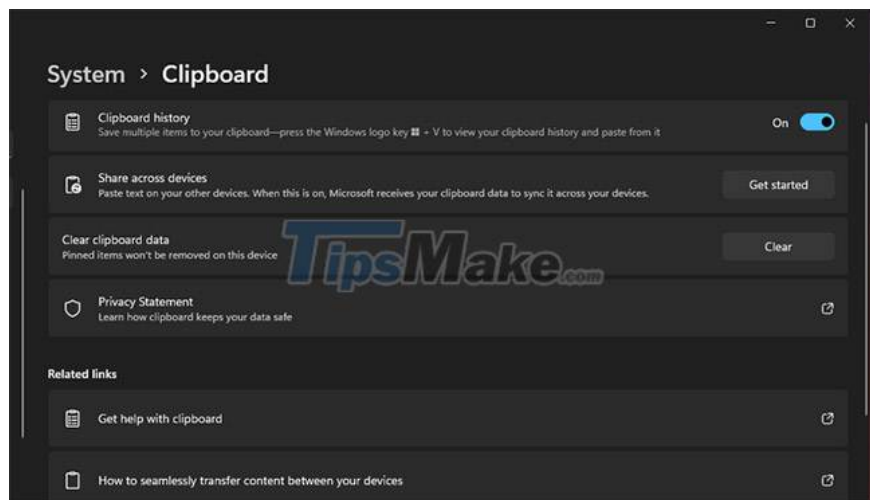 System > Clipboard
Clipboard history
Save multiple items to your clipboard—press the Windows logo key + V to view your clipboard history and paste from it
On
Share across devices
Paste text on your other devices. When this is on, Microsoft receives your clipboard data to sync it across your devices.
Get started
Clear clipboard data
Pinned items won't be removed on this device
Clear
TipsMake.com
Privacy Statement
Learn how clipboard keeps your data safe
Related links
Get help with clipboard
How to seamlessly transfer content between your devices